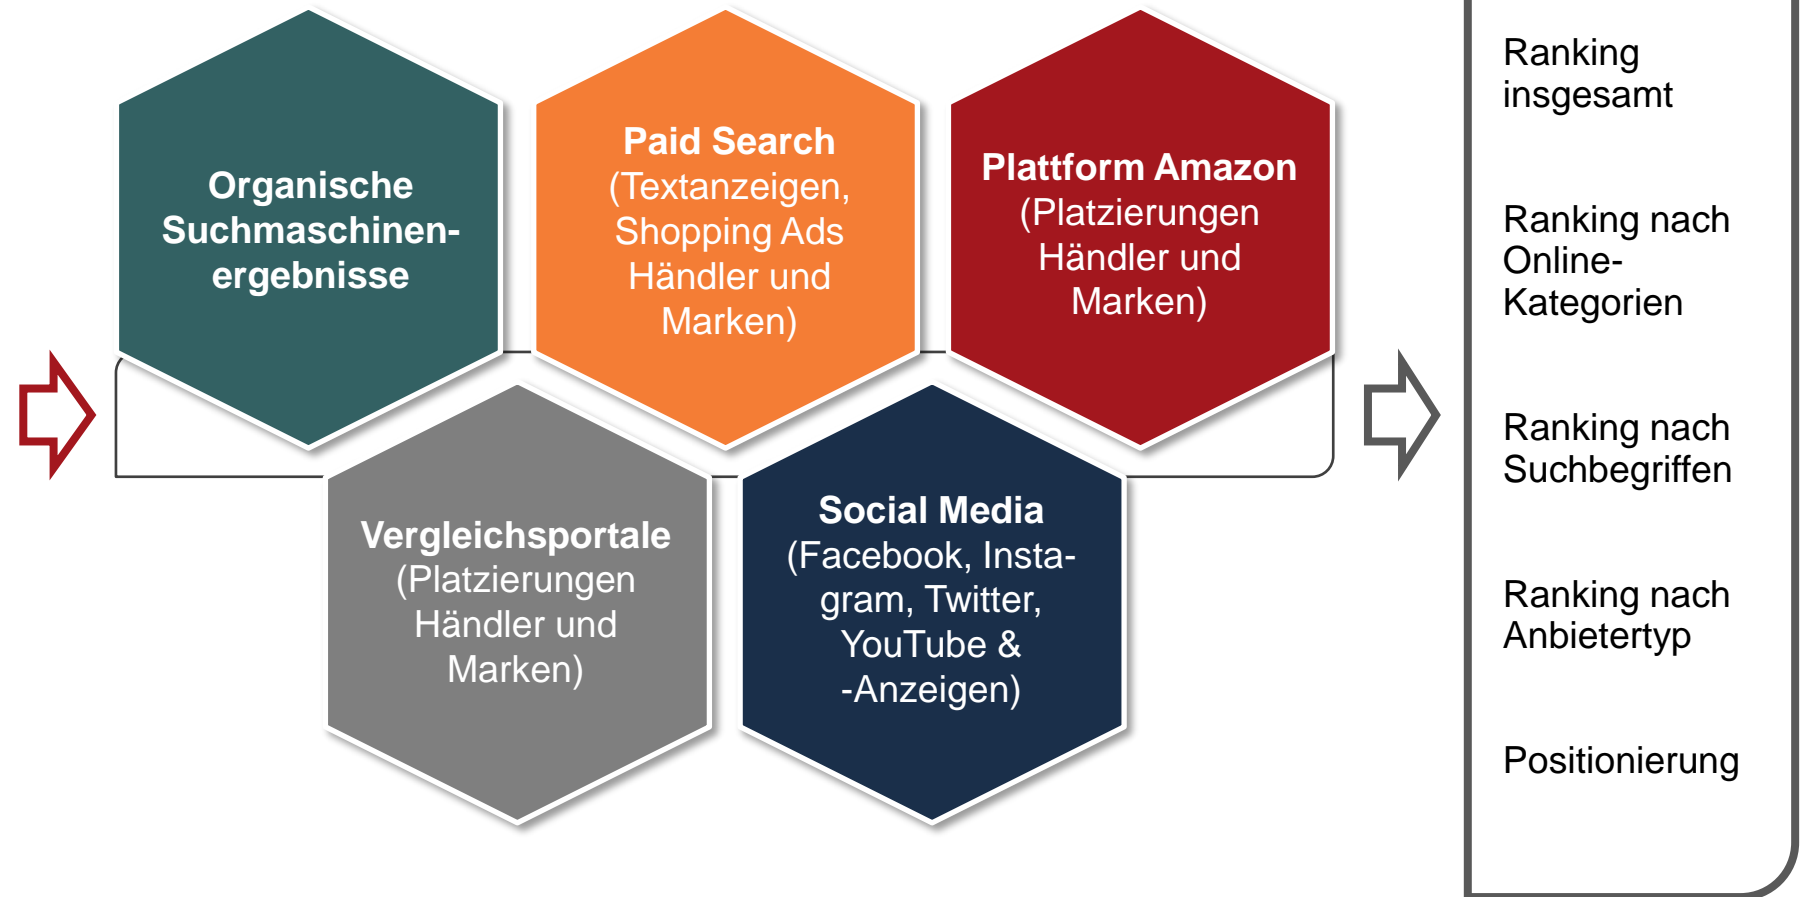 Organische
Suchmaschinen-
ergebnisse
Paid Search
(Textanzeigen,
Shopping Ads
Händler und
Marken)
Plattform Amazon
(Platzierungen
Händler und
Marken)
Vergleichsportale
(Platzierungen
Händler und
Marken)
Social Media
(Facebook, Insta-
gram, Twitter,
YouTube &
-Anzeigen)
Ranking
insgesamt
Ranking nach
Online-
Kategorien
Ranking nach
Suchbegriffen
Ranking nach
Anbietertyp
Positionierung